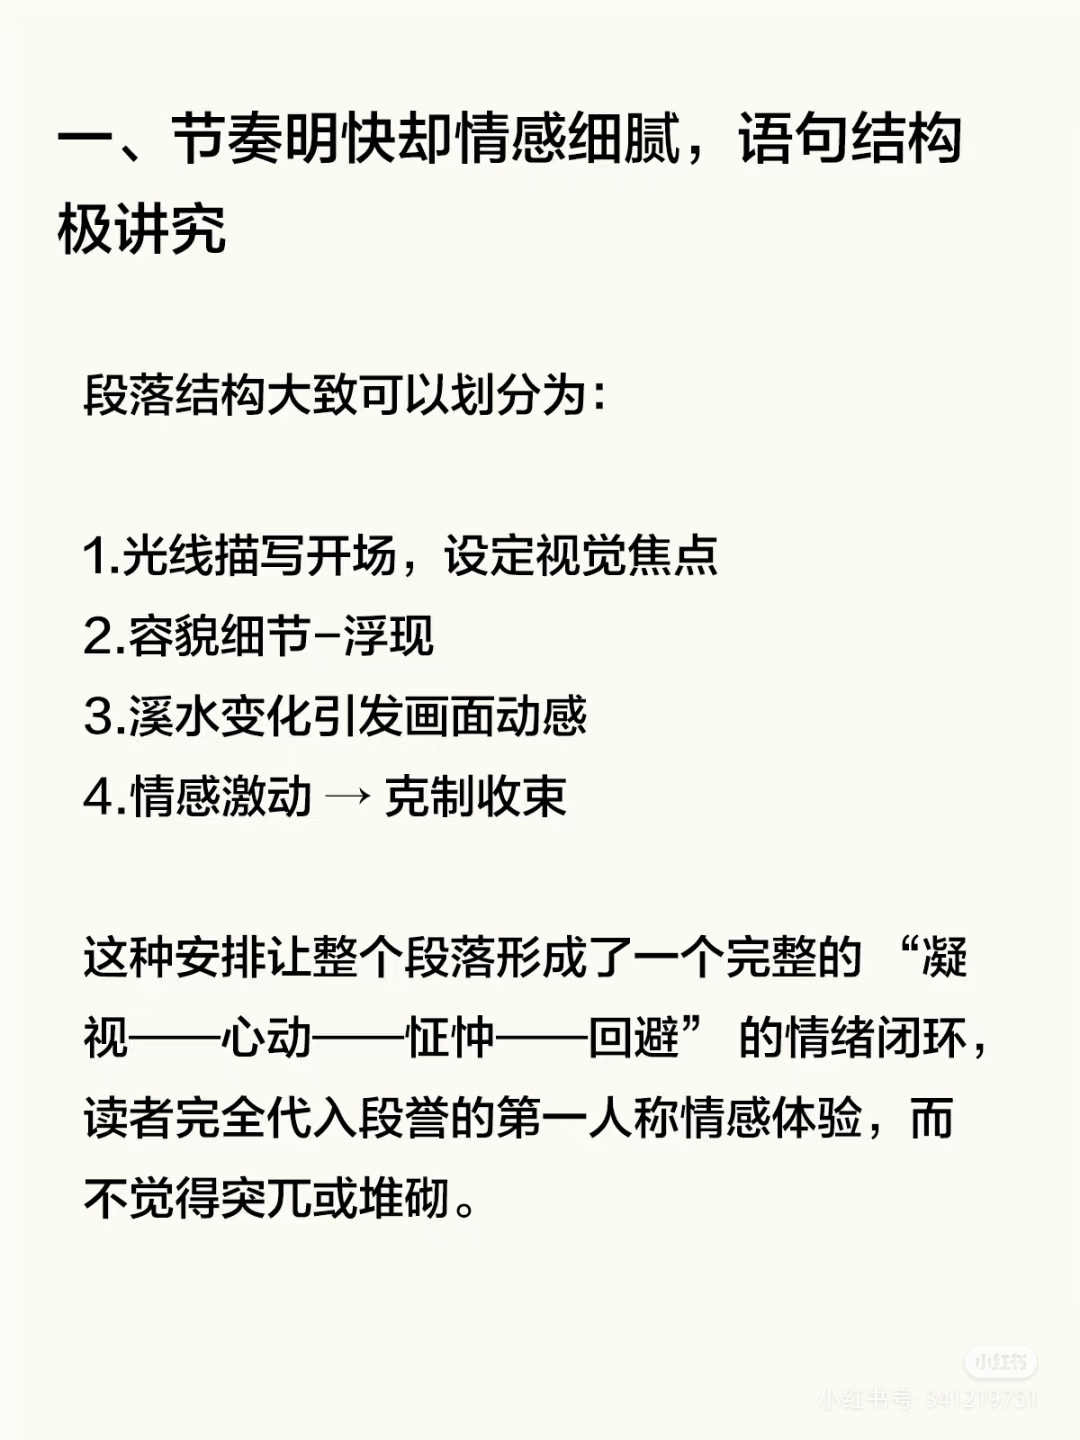 一、节奏明快却情感细腻，语句结构
极讲究
段落结构大致可以划分为：
1.光线描写开场，设定视觉焦点
2.容貌细节-浮现
3.溪水变化引发画面动感
4.情感激动 → 克制收束
这种安排让整个段落形成了一个完整的 “凝
视——心动——怔忡——回避” 的情绪闭环，
读者完全代入段誉的第一人称情感体验，而
不觉得突兀或堆砌。
小红书
小红书号: 341219751